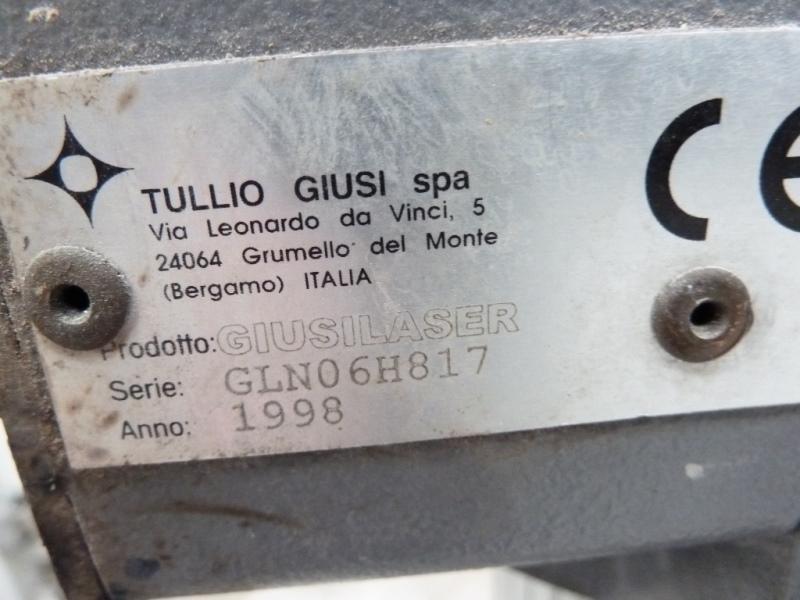 TULLIO GIUSI spa
Via Leonardo da Vinci, 5
24064 Grumello del Monte
(Bergamo) ITALIA
Prodotto: GIUSILASER
Serie: GLN06H817
Anno: 1998
CE